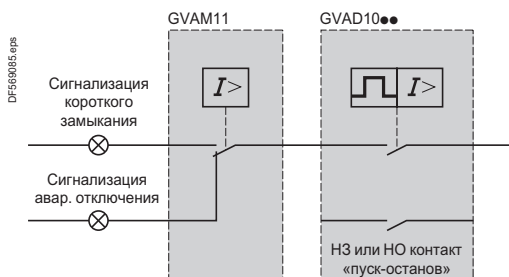 GVAM11
GVAD10●●
DF569085.eps
I>
I>
Сигнализация
короткого
замыкания
Сигнализация
авар. отключения
НЗ или НО контакт
«пуск-останов»